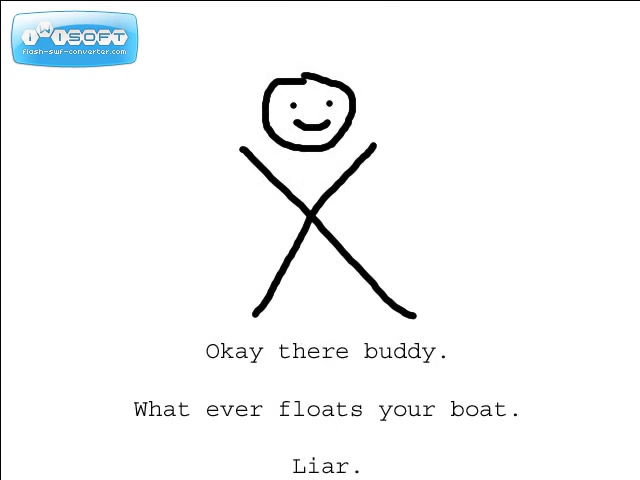 iWiSOFT
flash-swf-converter.com
Okay there buddy.
What ever floats your boat.
Liar.